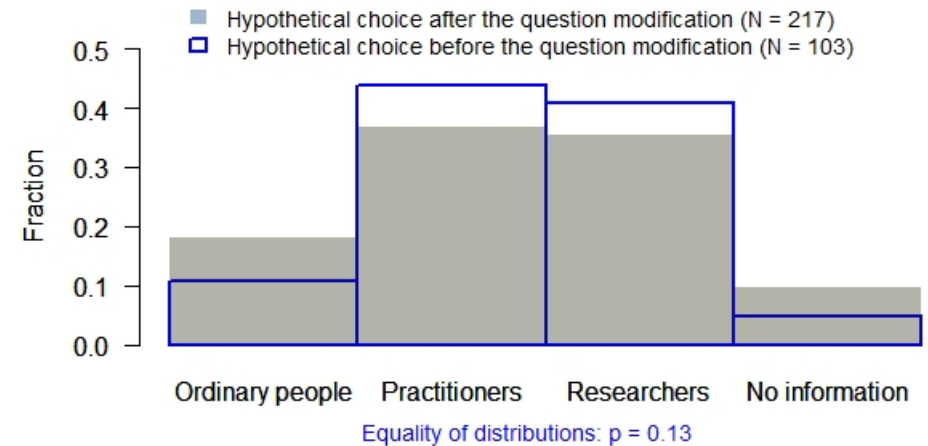 Hypothetical choice after the question modification (N = 217)
Hypothetical choice before the question modification (N = 103)
Fraction
0.5
0.4
0.3
0.2
0.1
0.0
Ordinary people Practitioners Researchers No information
Equality of distributions: p = 0.13